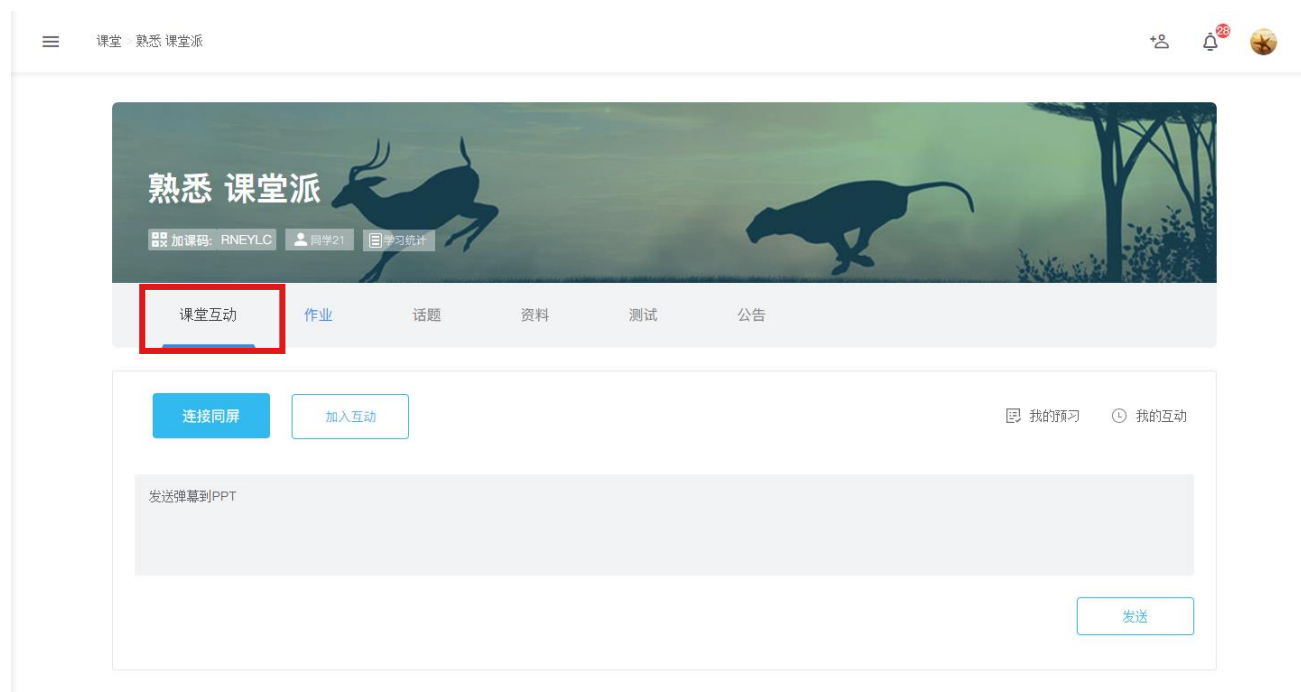 课堂 > 熟悉 课堂派
28
熟悉 课堂派
加课码: RNEYLC 同学21 学习统计
课堂互动 作业 话题 资料 测试 公告
连接同屏 加入互动 我的预习 我的互动
发送弹幕到PPT
发送